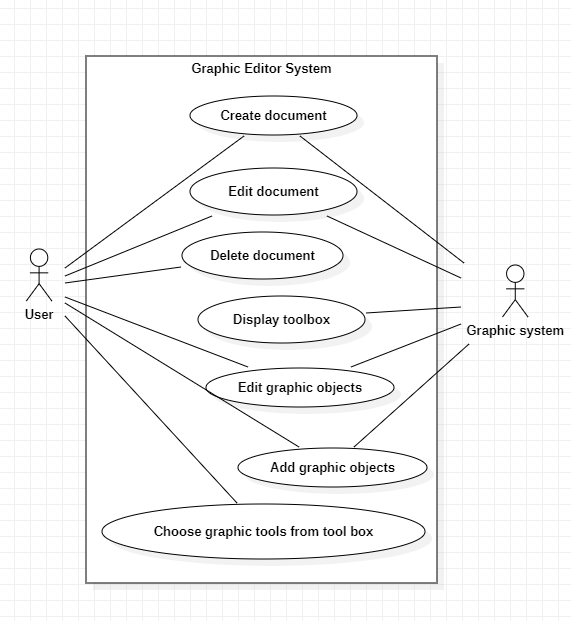 Graphic Editor System
Create document
Edit document
Delete document
User
Display toolbox
Graphic system
Edit graphic objects
Add graphic objects
Choose graphic tools from tool box